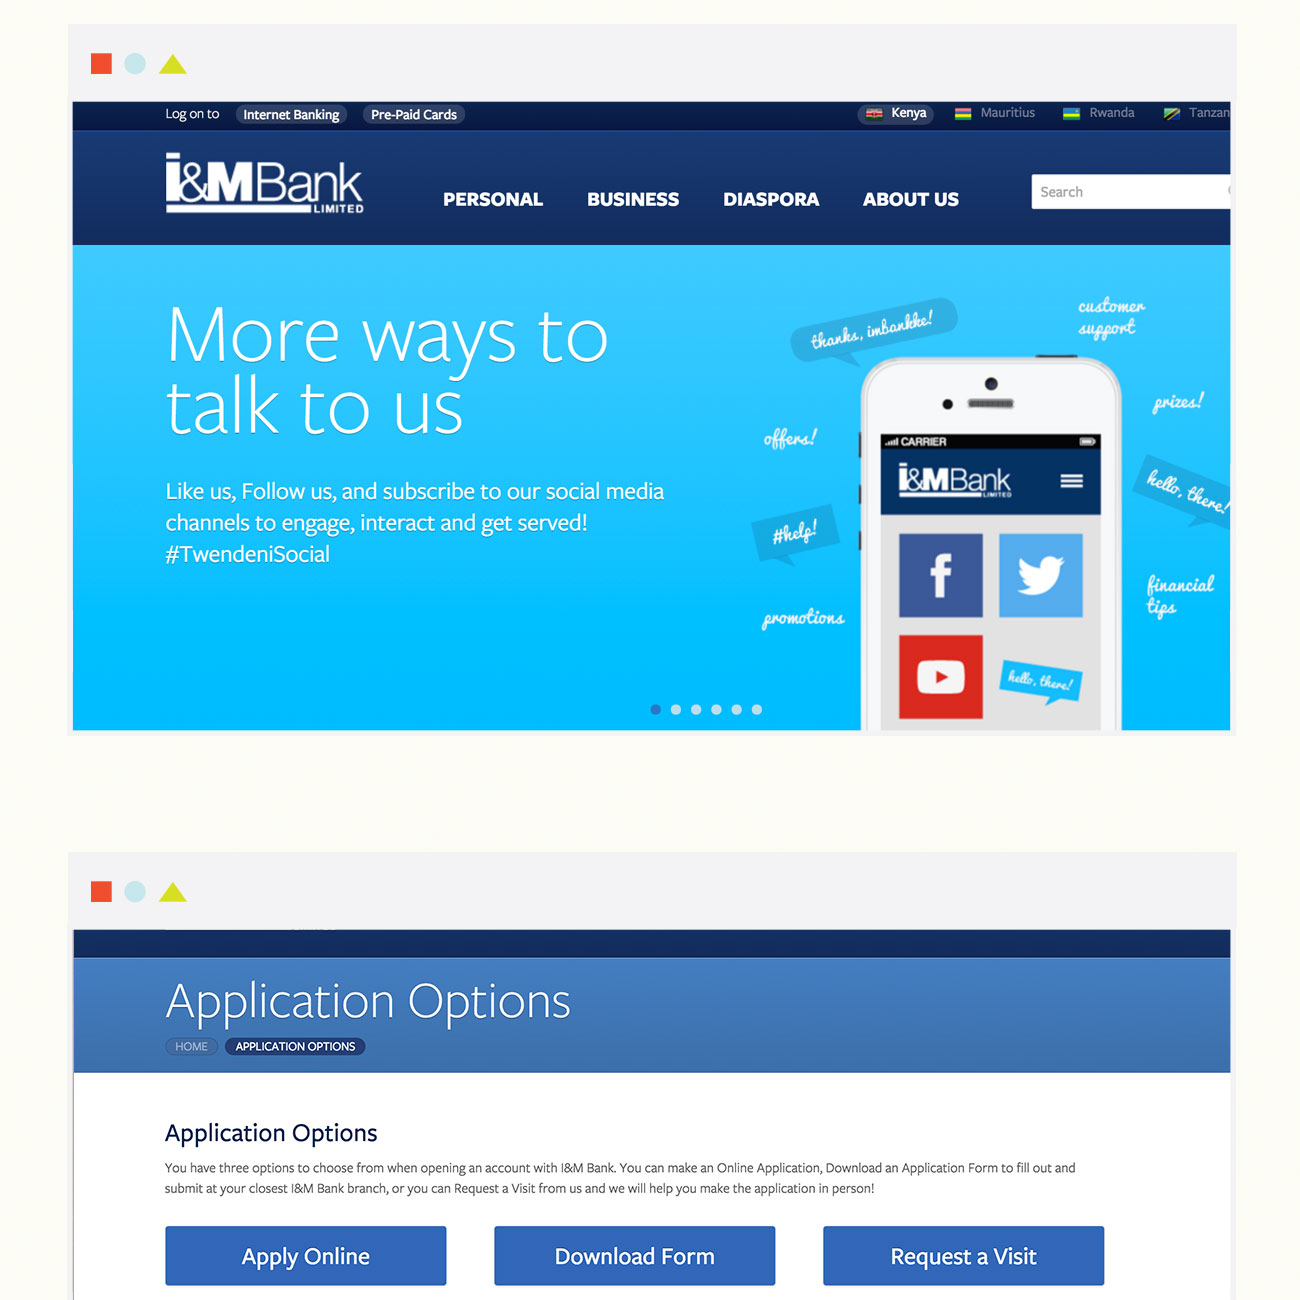 Log on to Internet Banking Pre-Paid Cards Kenya Mauritius Rwanda Tanzan
I&M Bank
LIMITED
PERSONAL BUSINESS DIASPORA ABOUT US Search
More ways to
talk to us
Like us, Follow us, and subscribe to our social media
channels to engage, interact and get served!
#TwendeniSocial
thanks, imbankke!
customer
support
prizes!
offers!
hello, there!
#help!
financial
tips
promotions
CARRIER
I&M Bank
LIMITED
hello, there!
Application Options
HOME APPLICATION OPTIONS
Application Options
You have three options to choose from when opening an account with I&M Bank. You can make an Online Application, Download an Application Form to fill out and
submit at your closest I&M Bank branch, or you can Request a Visit from us and we will help you make the application in person!
Apply Online Download Form Request a Visit